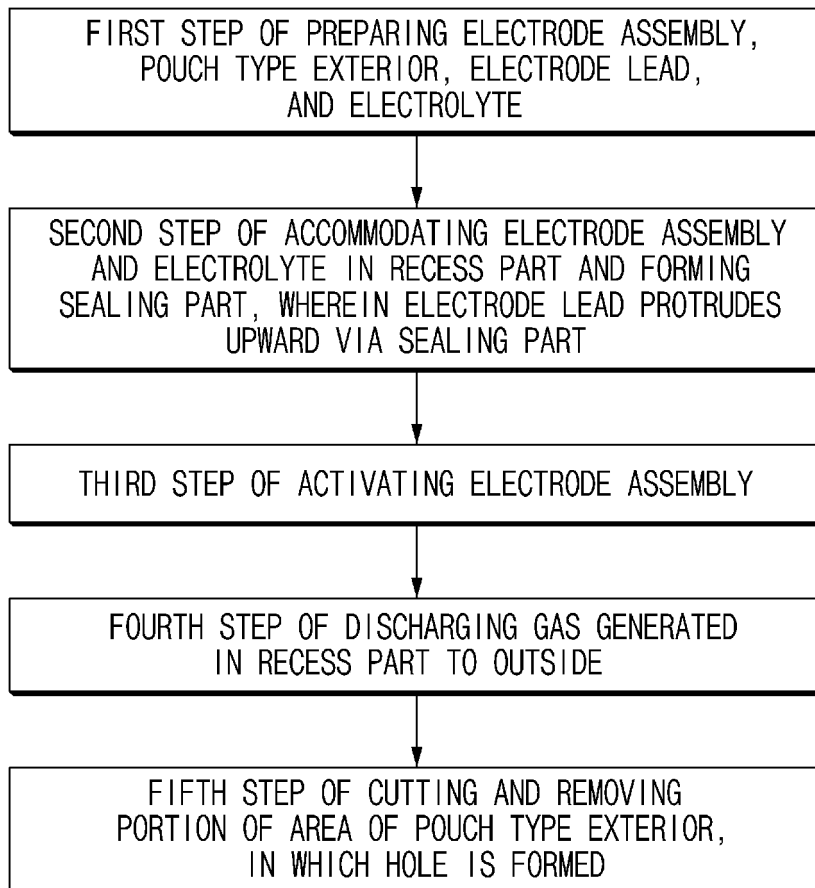 FIRST STEP OF PREPARING ELECTRODE ASSEMBLY,
POUCH TYPE EXTERIOR, ELECTRODE LEAD,
AND ELECTROLYTE
SECOND STEP OF ACCOMMODATING ELECTRODE ASSEMBLY
AND ELECTROLYTE IN RECESS PART AND FORMING
SEALING PART, WHEREIN ELECTRODE LEAD PROTRUDES
UPWARD VIA SEALING PART
THIRD STEP OF ACTIVATING ELECTRODE ASSEMBLY
FOURTH STEP OF DISCHARGING GAS GENERATED
IN RECESS PART TO OUTSIDE
FIFTH STEP OF CUTTING AND REMOVING
PORTION OF AREA OF POUCH TYPE EXTERIOR,
IN WHICH HOLE IS FORMED